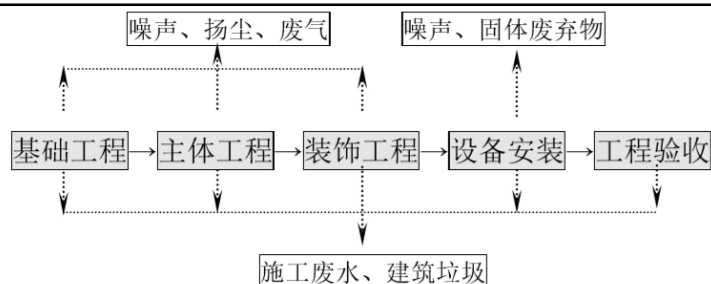 噪声、扬尘、废气 噪声、固体废弃物
基础工程→主体工程→装饰工程→设备安装→工程验收
施工废水、建筑垃圾